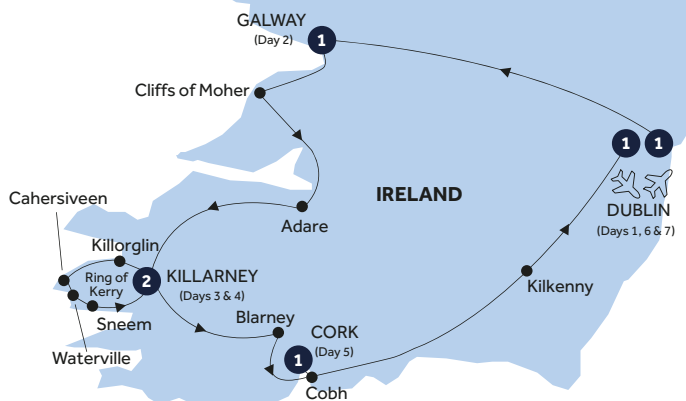 GALWAY
(Day 2)
1
Cliffs of Moher
1
1
IRELAND
DUBLIN
(Days 1, 6 & 7)
Adare
Cahersiveen
Killorglin
Ring of
Kerry
2
KILLARNEY
(Days 3 & 4)
Sneem
Waterville
Kilkenny
Blarney
CORK
(Day 5)
1
Cobh